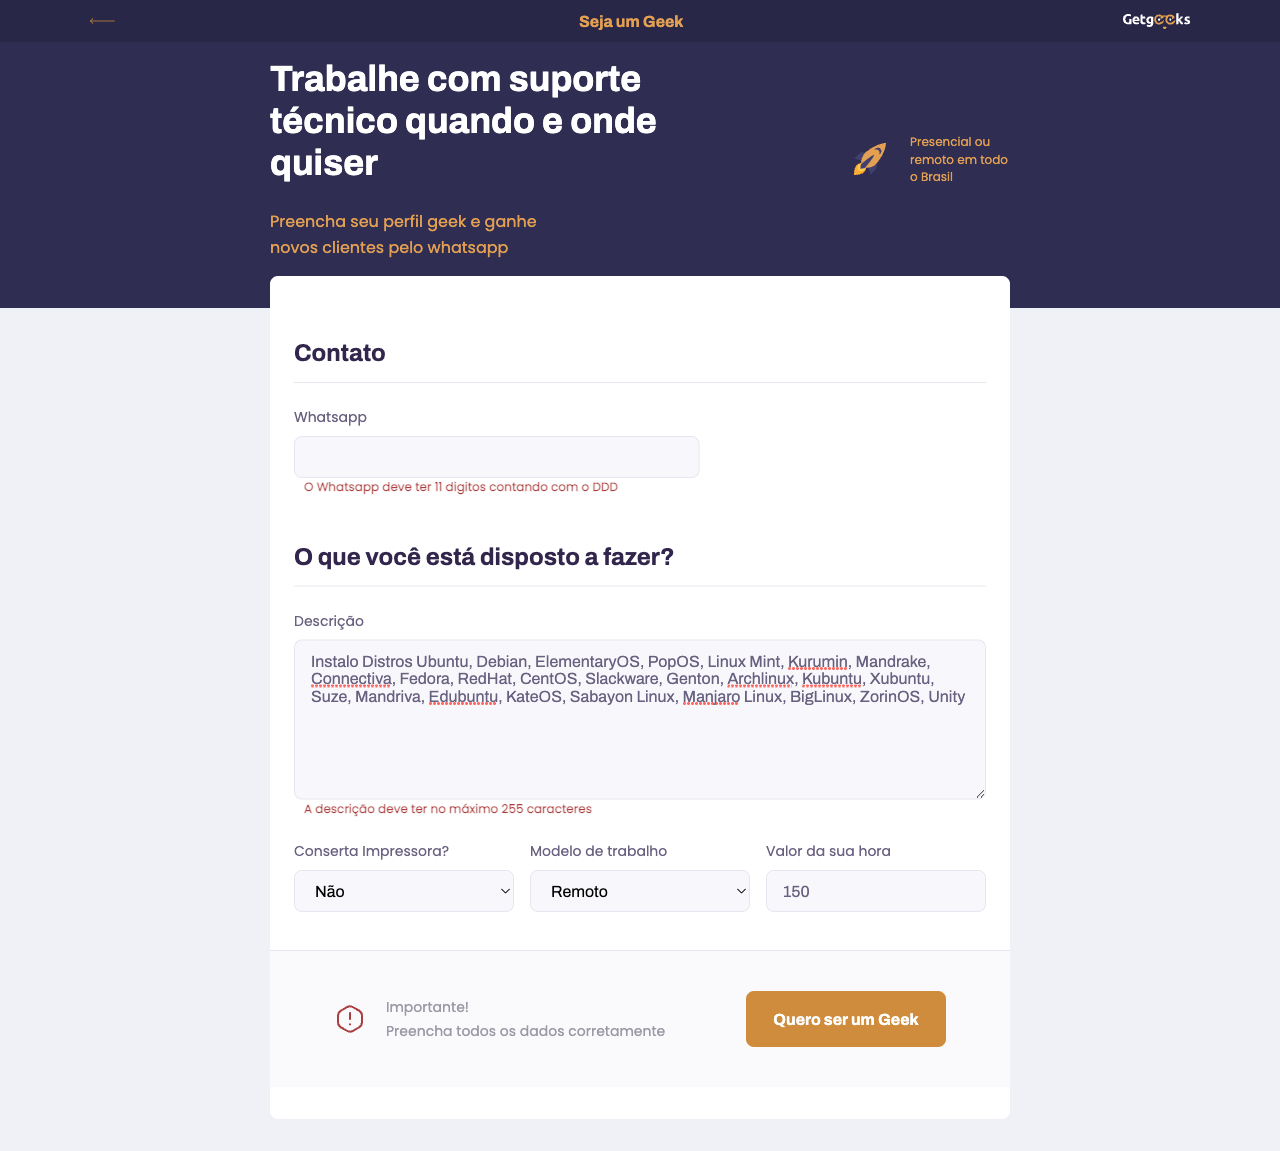 Seja um Geek
Getgeeks
Trabalhe com suporte
técnico quando e onde
quiser
Presencial ou
remoto em todo
o Brasil
Preencha seu perfil geek e ganhe
novos clientes pelo whatsapp
Contato
Whatsapp
O Whatsapp deve ter 11 digitos contando com o DDD
O que você está disposto a fazer?
Descrição
Instalo Distros Ubuntu, Debian, ElementaryOS, PopOS, Linux Mint, Kurumin, Mandrake,
Connectiva, Fedora, RedHat, CentOS, Slackware, Genton, Archlinux, Kubuntu, Xubuntu,
Suze, Mandriva, Edubuntu, KateOS, Sabayon Linux, Manjaro Linux, BigLinux, ZorinOS, Unity
A descrição deve ter no máximo 255 caracteres
Conserta Impressora?
Modelo de trabalho
Valor da sua hora
Não
Remoto
150
Importante!
Preencha todos os dados corretamente
Quero ser um Geek